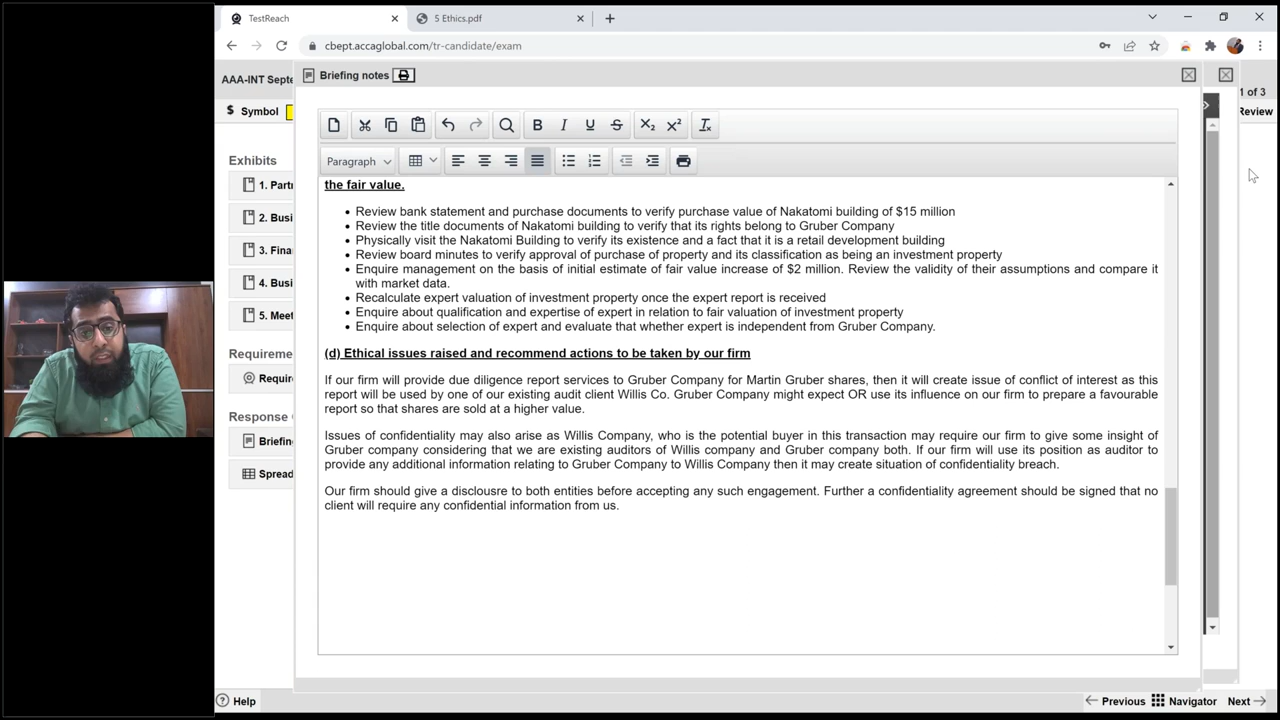 TestReach
5 Ethics.pdf
cbept.accaglobal.com/tr-candidate/exam
AAA-INT Septe
Briefing notes
1 of 3
$ Symbol
Review
Paragraph
Exhibits
1. Part
2. Busi
3. Fina
4. Busi
5. Meet
Requireme
Requir
Response
Briefin
Spread
the fair value.
• Review bank statement and purchase documents to verify purchase value of Nakatomi building of $15 million
• Review the title documents of Nakatomi building to verify that its rights belong to Gruber Company
• Physically visit the Nakatomi Building to verify its existence and a fact that it is a retail development building
• Review board minutes to verify approval of purchase of property and its classification as being an investment property
• Enquire management on the basis of initial estimate of fair value increase of $2 million. Review the validity of their assumptions and compare it
with market data.
• Recalculate expert valuation of investment property once the expert report is received
• Enquire about qualification and expertise of expert in relation to fair valuation of investment property
• Enquire about selection of expert and evaluate that whether expert is independent from Gruber Company.
(d) Ethical issues raised and recommend actions to be taken by our firm
If our firm will provide due diligence report services to Gruber Company for Martin Gruber shares, then it will create issue of conflict of interest as this
report will be used by one of our existing audit client Willis Co. Gruber Company might expect OR use its influence on our firm to prepare a favourable
report so that shares are sold at a higher value.
Issues of confidentiality may also arise as Willis Company, who is the potential buyer in this transaction may require our firm to give some insight of
Gruber company considering that we are existing auditors of Willis company and Gruber company both. If our firm will use its position as auditor to
provide any additional information relating to Gruber Company to Willis Company then it may create situation of confidentiality breach.
Our firm should give a disclousre to both entities before accepting any such engagement. Further a confidentiality agreement should be signed that no
client will require any confidential information from us.
Help
Previous
Navigator
Next